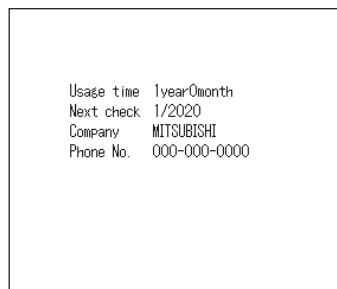 Usage time 1year0month
Next check 1/2020
Company MITSUBISHI
Phone No. 000-000-0000